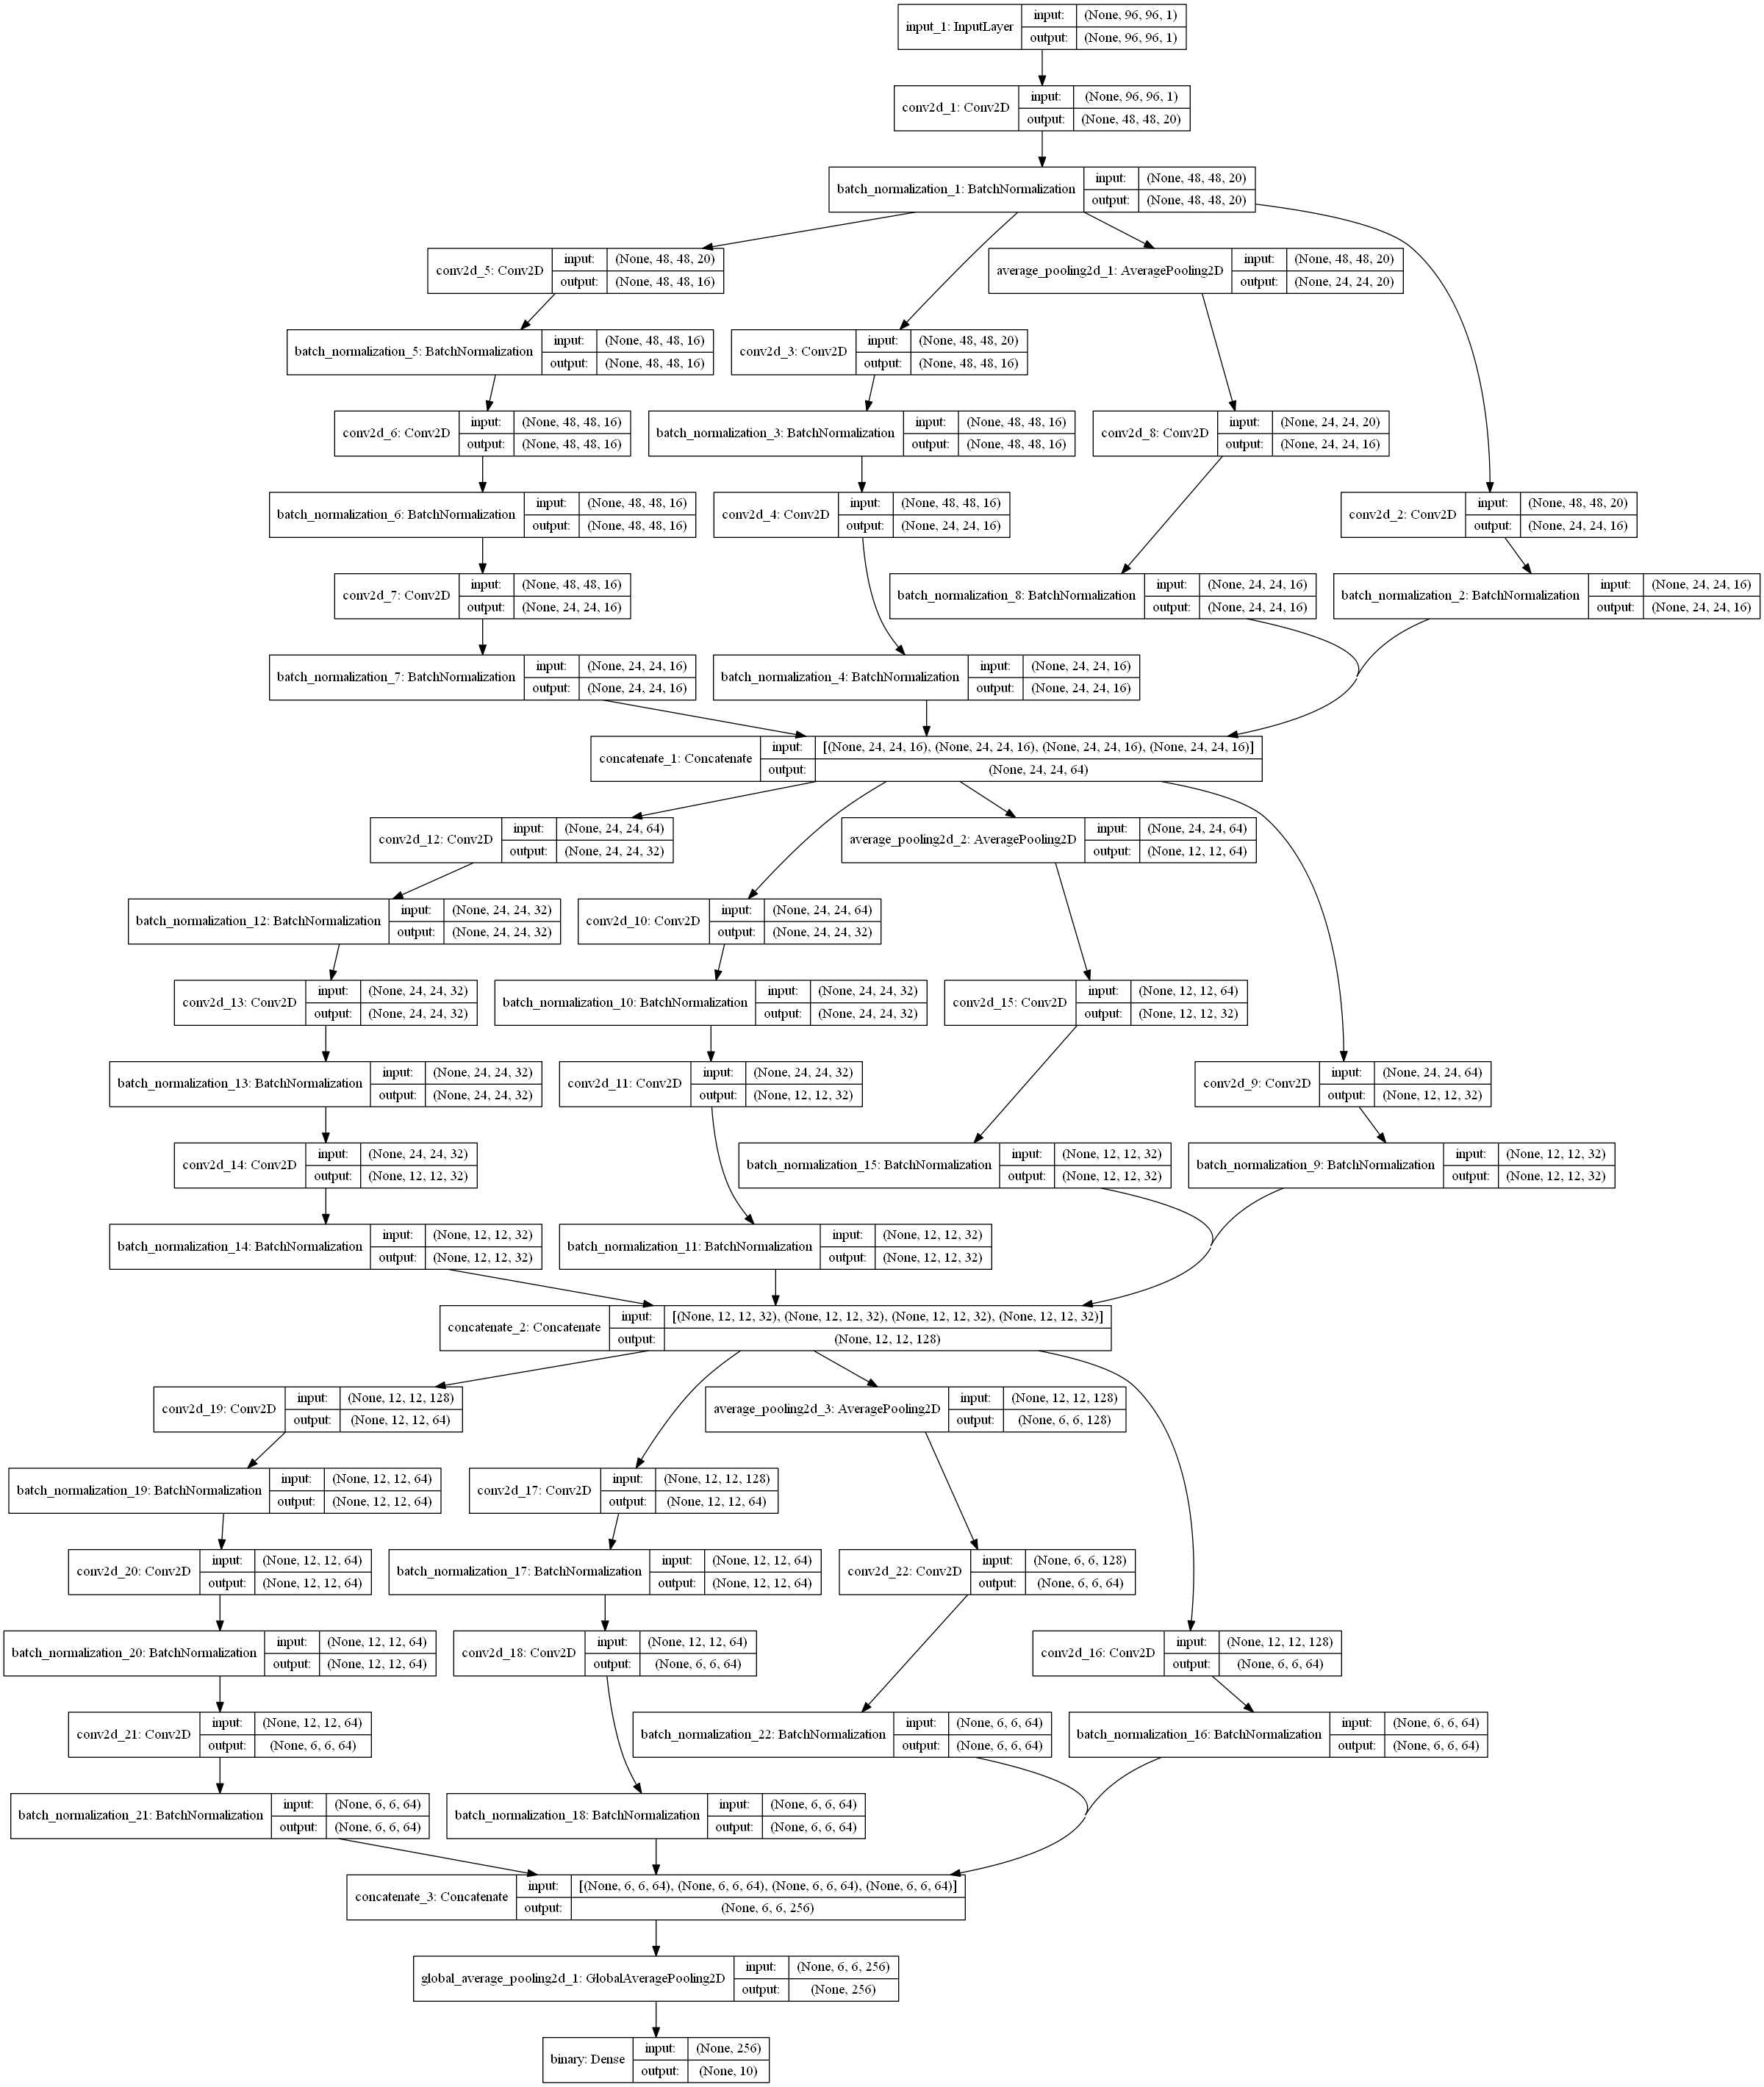 input_1: InputLayer
input: (None, 96, 96, 1)
output: (None, 96, 96, 1)
conv2d_1: Conv2D
input: (None, 96, 96, 1)
output: (None, 48, 48, 20)
batch_normalization_1: BatchNormalization
input: (None, 48, 48, 20)
output: (None, 48, 48, 20)
conv2d_5: Conv2D
input: (None, 48, 48, 20)
output: (None, 48, 48, 16)
average_pooling2d_1: AveragePooling2D
input: (None, 48, 48, 20)
output: (None, 24, 24, 20)
batch_normalization_5: BatchNormalization
input: (None, 48, 48, 16)
output: (None, 48, 48, 16)
conv2d_3: Conv2D
input: (None, 48, 48, 20)
output: (None, 48, 48, 16)
conv2d_6: Conv2D
input: (None, 48, 48, 16)
output: (None, 48, 48, 16)
batch_normalization_3: BatchNormalization
input: (None, 48, 48, 16)
output: (None, 48, 48, 16)
conv2d_8: Conv2D
input: (None, 24, 24, 20)
output: (None, 24, 24, 16)
batch_normalization_6: BatchNormalization
input: (None, 48, 48, 16)
output: (None, 48, 48, 16)
conv2d_4: Conv2D
input: (None, 48, 48, 16)
output: (None, 24, 24, 16)
conv2d_2: Conv2D
input: (None, 48, 48, 20)
output: (None, 24, 24, 16)
conv2d_7: Conv2D
input: (None, 48, 48, 16)
output: (None, 24, 24, 16)
batch_normalization_8: BatchNormalization
input: (None, 24, 24, 16)
output: (None, 24, 24, 16)
batch_normalization_2: BatchNormalization
input: (None, 24, 24, 16)
output: (None, 24, 24, 16)
batch_normalization_7: BatchNormalization
input: (None, 24, 24, 16)
output: (None, 24, 24, 16)
batch_normalization_4: BatchNormalization
input: (None, 24, 24, 16)
output: (None, 24, 24, 16)
concatenate_1: Concatenate
input: [(None, 24, 24, 16), (None, 24, 24, 16), (None, 24, 24, 16), (None, 24, 24, 16)]
output: (None, 24, 24, 64)
conv2d_12: Conv2D
input: (None, 24, 24, 64)
output: (None, 24, 24, 32)
average_pooling2d_2: AveragePooling2D
input: (None, 24, 24, 64)
output: (None, 12, 12, 64)
batch_normalization_12: BatchNormalization
input: (None, 24, 24, 32)
output: (None, 24, 24, 32)
conv2d_10: Conv2D
input: (None, 24, 24, 64)
output: (None, 24, 24, 32)
conv2d_13: Conv2D
input: (None, 24, 24, 32)
output: (None, 24, 24, 32)
batch_normalization_10: BatchNormalization
input: (None, 24, 24, 32)
output: (None, 24, 24, 32)
conv2d_15: Conv2D
input: (None, 12, 12, 64)
output: (None, 12, 12, 32)
batch_normalization_13: BatchNormalization
input: (None, 24, 24, 32)
output: (None, 24, 24, 32)
conv2d_11: Conv2D
input: (None, 24, 24, 32)
output: (None, 12, 12, 32)
conv2d_9: Conv2D
input: (None, 24, 24, 64)
output: (None, 12, 12, 32)
conv2d_14: Conv2D
input: (None, 24, 24, 32)
output: (None, 12, 12, 32)
batch_normalization_15: BatchNormalization
input: (None, 12, 12, 32)
output: (None, 12, 12, 32)
batch_normalization_9: BatchNormalization
input: (None, 12, 12, 32)
output: (None, 12, 12, 32)
batch_normalization_14: BatchNormalization
input: (None, 12, 12, 32)
output: (None, 12, 12, 32)
batch_normalization_11: BatchNormalization
input: (None, 12, 12, 32)
output: (None, 12, 12, 32)
concatenate_2: Concatenate
input: [(None, 12, 12, 32), (None, 12, 12, 32), (None, 12, 12, 32), (None, 12, 12, 32)]
output: (None, 12, 12, 128)
conv2d_19: Conv2D
input: (None, 12, 12, 128)
output: (None, 12, 12, 64)
average_pooling2d_3: AveragePooling2D
input: (None, 12, 12, 128)
output: (None, 6, 6, 128)
batch_normalization_19: BatchNormalization
input: (None, 12, 12, 64)
output: (None, 12, 12, 64)
conv2d_17: Conv2D
input: (None, 12, 12, 128)
output: (None, 12, 12, 64)
conv2d_20: Conv2D
input: (None, 12, 12, 64)
output: (None, 12, 12, 64)
batch_normalization_17: BatchNormalization
input: (None, 12, 12, 64)
output: (None, 12, 12, 64)
conv2d_22: Conv2D
input: (None, 6, 6, 128)
output: (None, 6, 6, 64)
batch_normalization_20: BatchNormalization
input: (None, 12, 12, 64)
output: (None, 12, 12, 64)
conv2d_18: Conv2D
input: (None, 12, 12, 64)
output: (None, 6, 6, 64)
conv2d_16: Conv2D
input: (None, 12, 12, 128)
output: (None, 6, 6, 64)
conv2d_21: Conv2D
input: (None, 12, 12, 64)
output: (None, 6, 6, 64)
batch_normalization_22: BatchNormalization
input: (None, 6, 6, 64)
output: (None, 6, 6, 64)
batch_normalization_16: BatchNormalization
input: (None, 6, 6, 64)
output: (None, 6, 6, 64)
batch_normalization_21: BatchNormalization
input: (None, 6, 6, 64)
output: (None, 6, 6, 64)
batch_normalization_18: BatchNormalization
input: (None, 6, 6, 64)
output: (None, 6, 6, 64)
concatenate_3: Concatenate
input: [(None, 6, 6, 64), (None, 6, 6, 64), (None, 6, 6, 64), (None, 6, 6, 64)]
output: (None, 6, 6, 256)
global_average_pooling2d_1: GlobalAveragePooling2D
input: (None, 6, 6, 256)
output: (None, 256)
binary: Dense
input: (None, 256)
output: (None, 10)